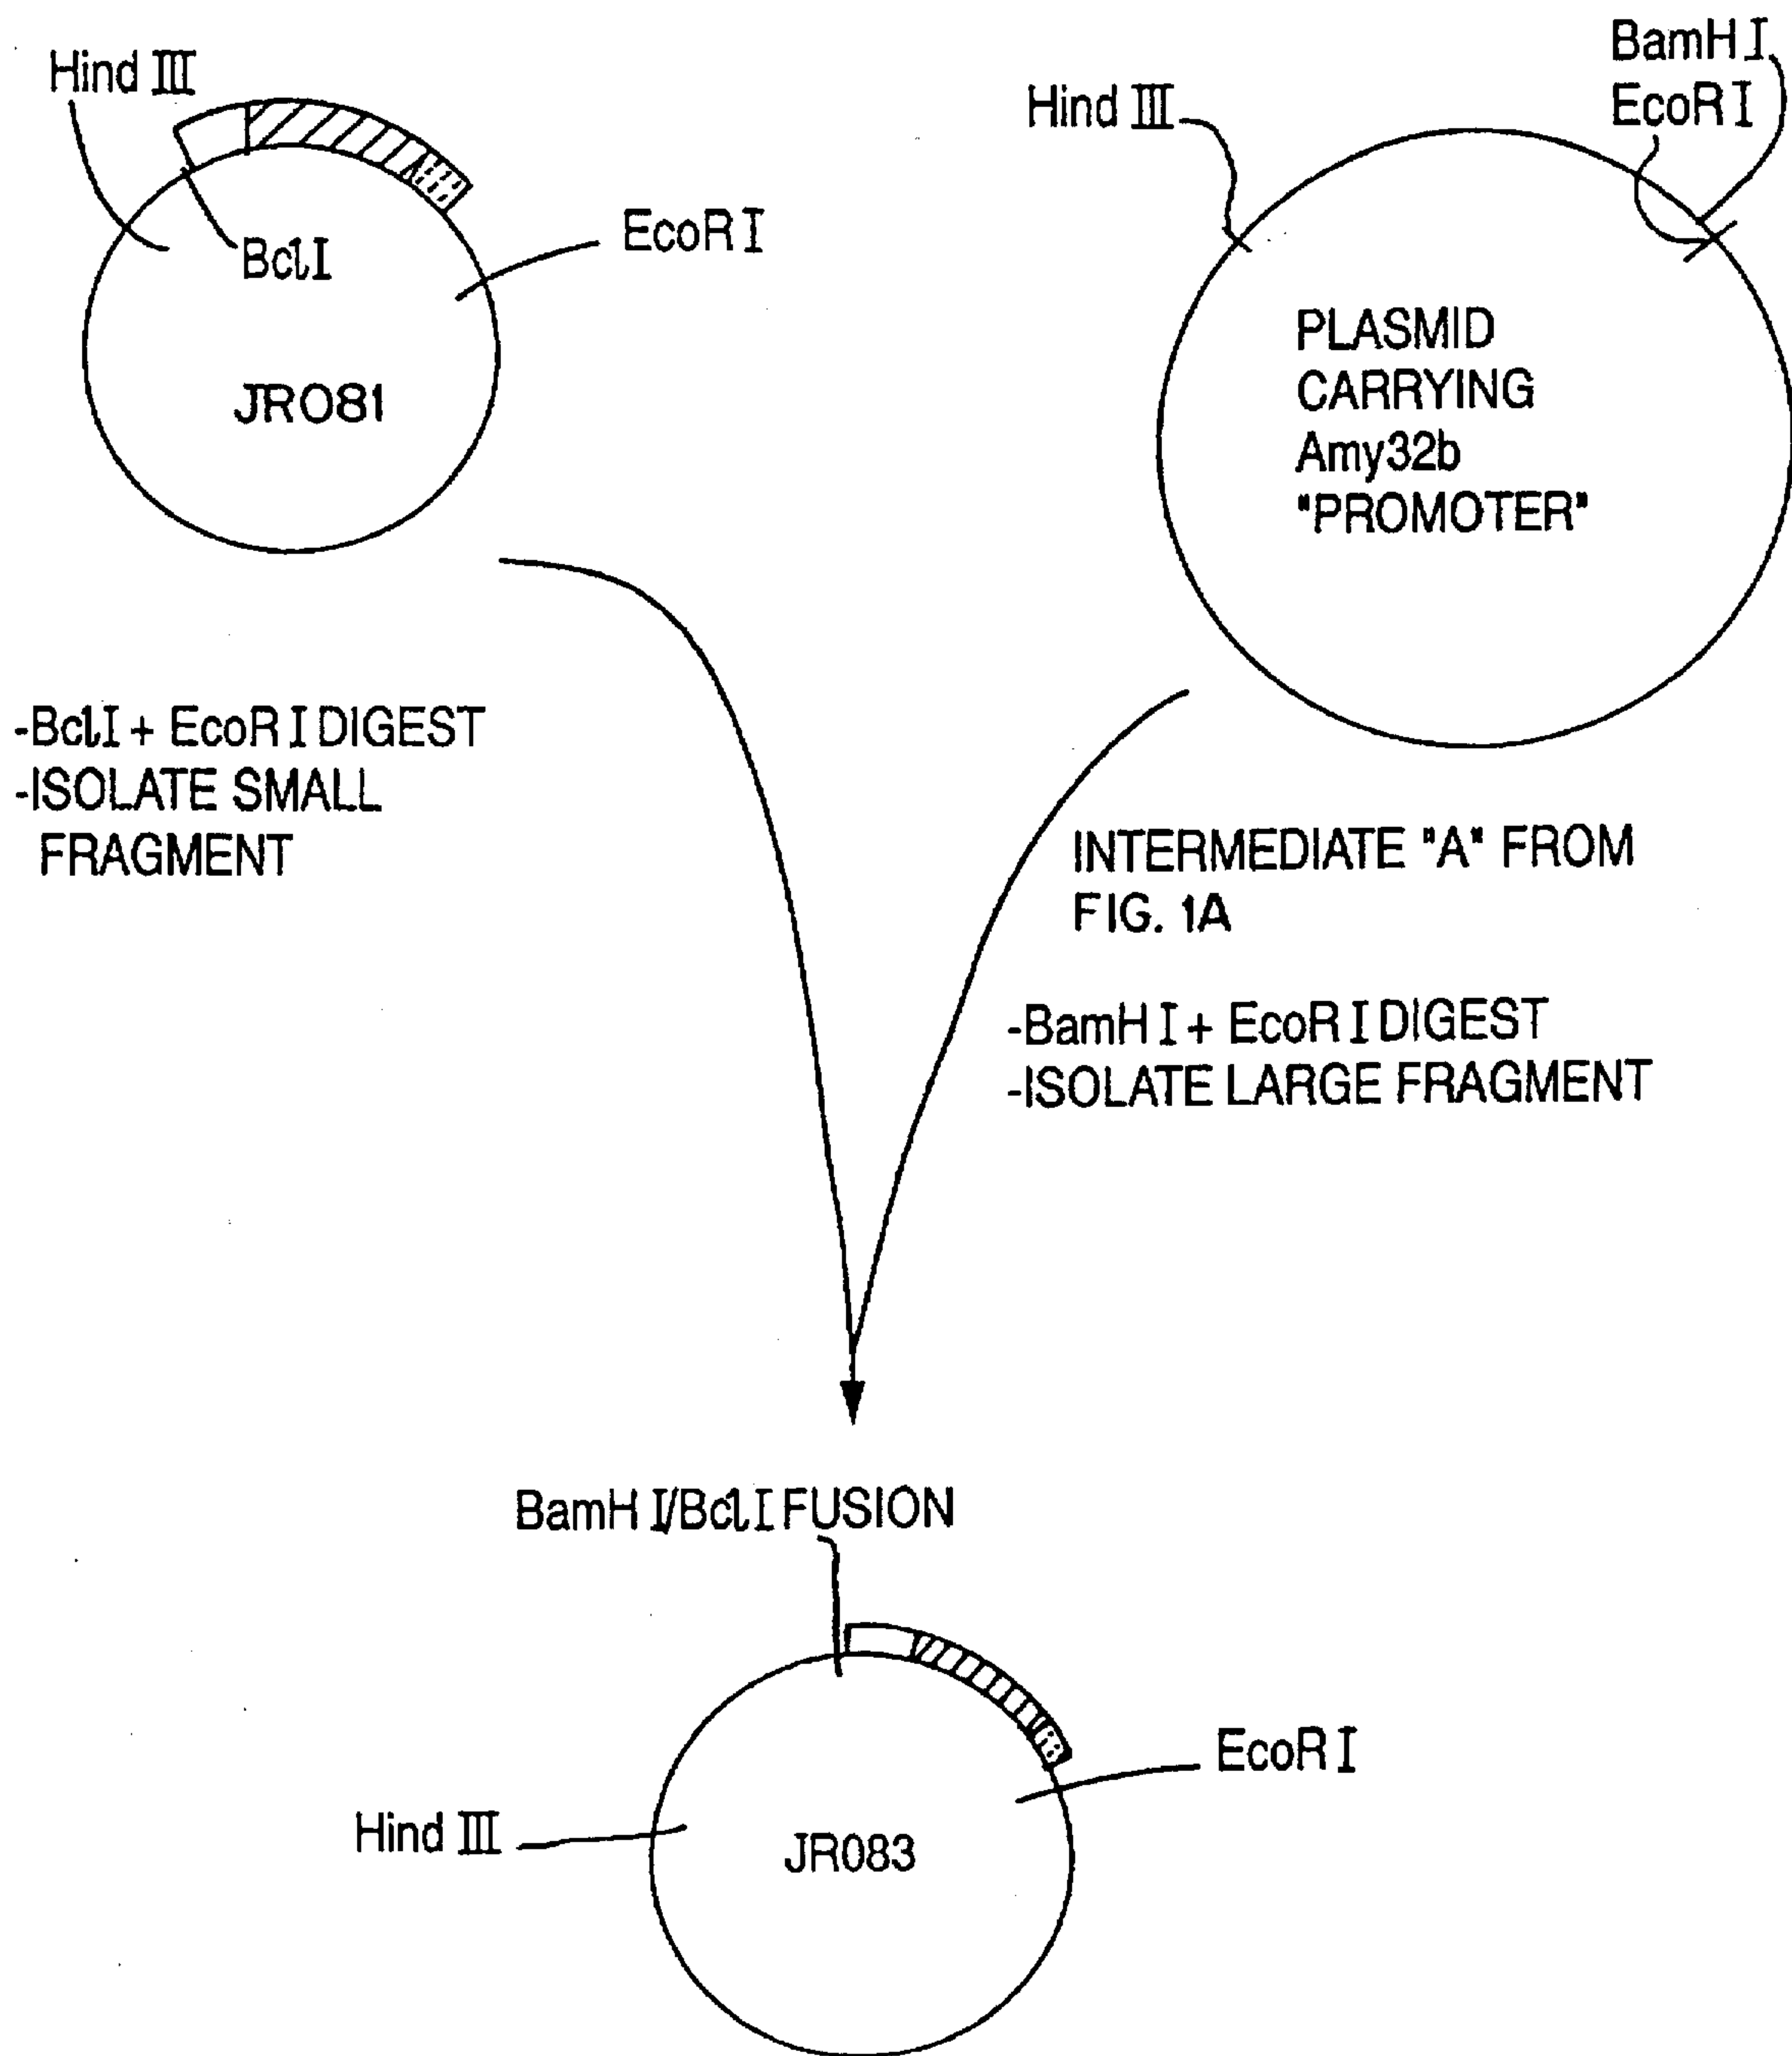 Hind III
BclI
EcoR I
JRO81
Hind III
BamH I
EcoR I
PLASMID
CARRYING
Amy32b
"PROMOTER"
-BclI + EcoR I DIGEST
-ISOLATE SMALL
FRAGMENT
INTERMEDIATE "A" FROM
FIG. 1A
-BamH I + EcoR I DIGEST
-ISOLATE LARGE FRAGMENT
BamH I/BclI FUSION
EcoR I
Hind III
JR083